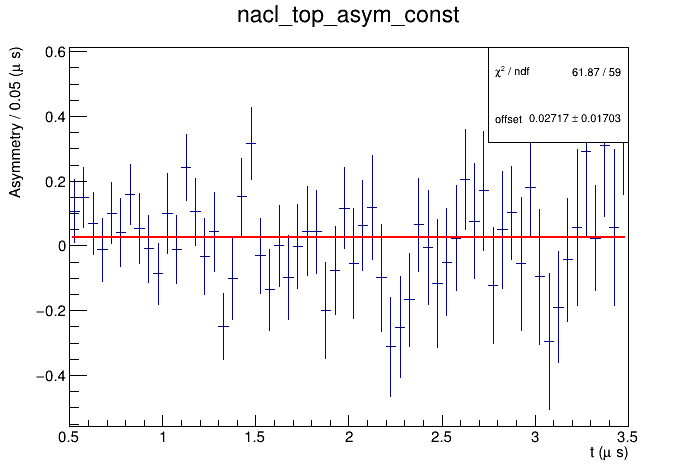 nacl_top_asym_const
Asymmetry / 0.05 (μ s)
χ² / ndf 61.87 / 59
offset 0.02717 ± 0.01703
0.6
0.4
0.2
0
−0.2
−0.4
0.5 1 1.5 2 2.5 3 3.5
t (μ s)